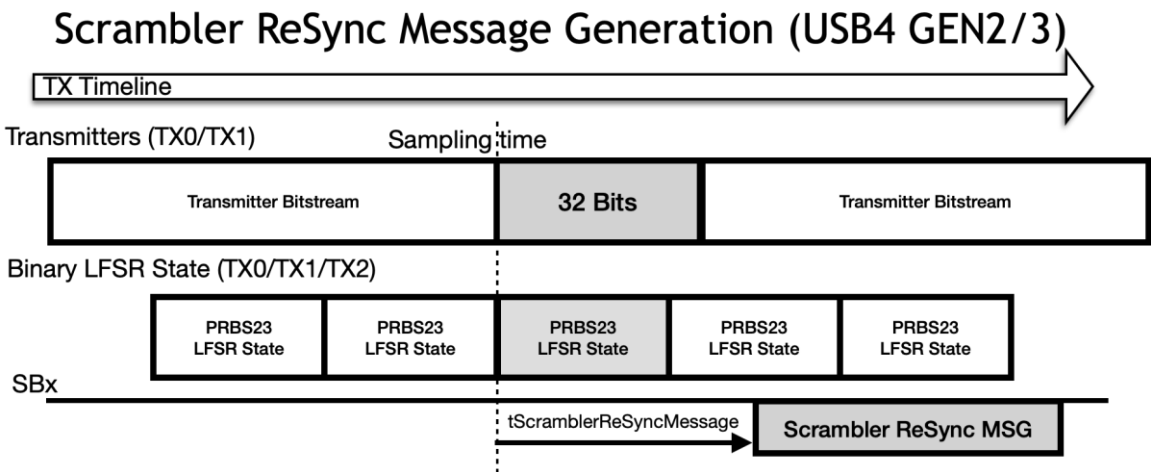 Scrambler ReSync Message Generation (USB4 GEN2/3)
TX Timeline
Transmitters (TX0/TX1)
Sampling time
Transmitter Bitstream
32 Bits
Transmitter Bitstream
Binary LFSR State (TX0/TX1/TX2)
PRBS23
LFSR State
PRBS23
LFSR State
PRBS23
LFSR State
PRBS23
LFSR State
PRBS23
LFSR State
SBx
tScramblerReSyncMessage
Scrambler ReSync MSG